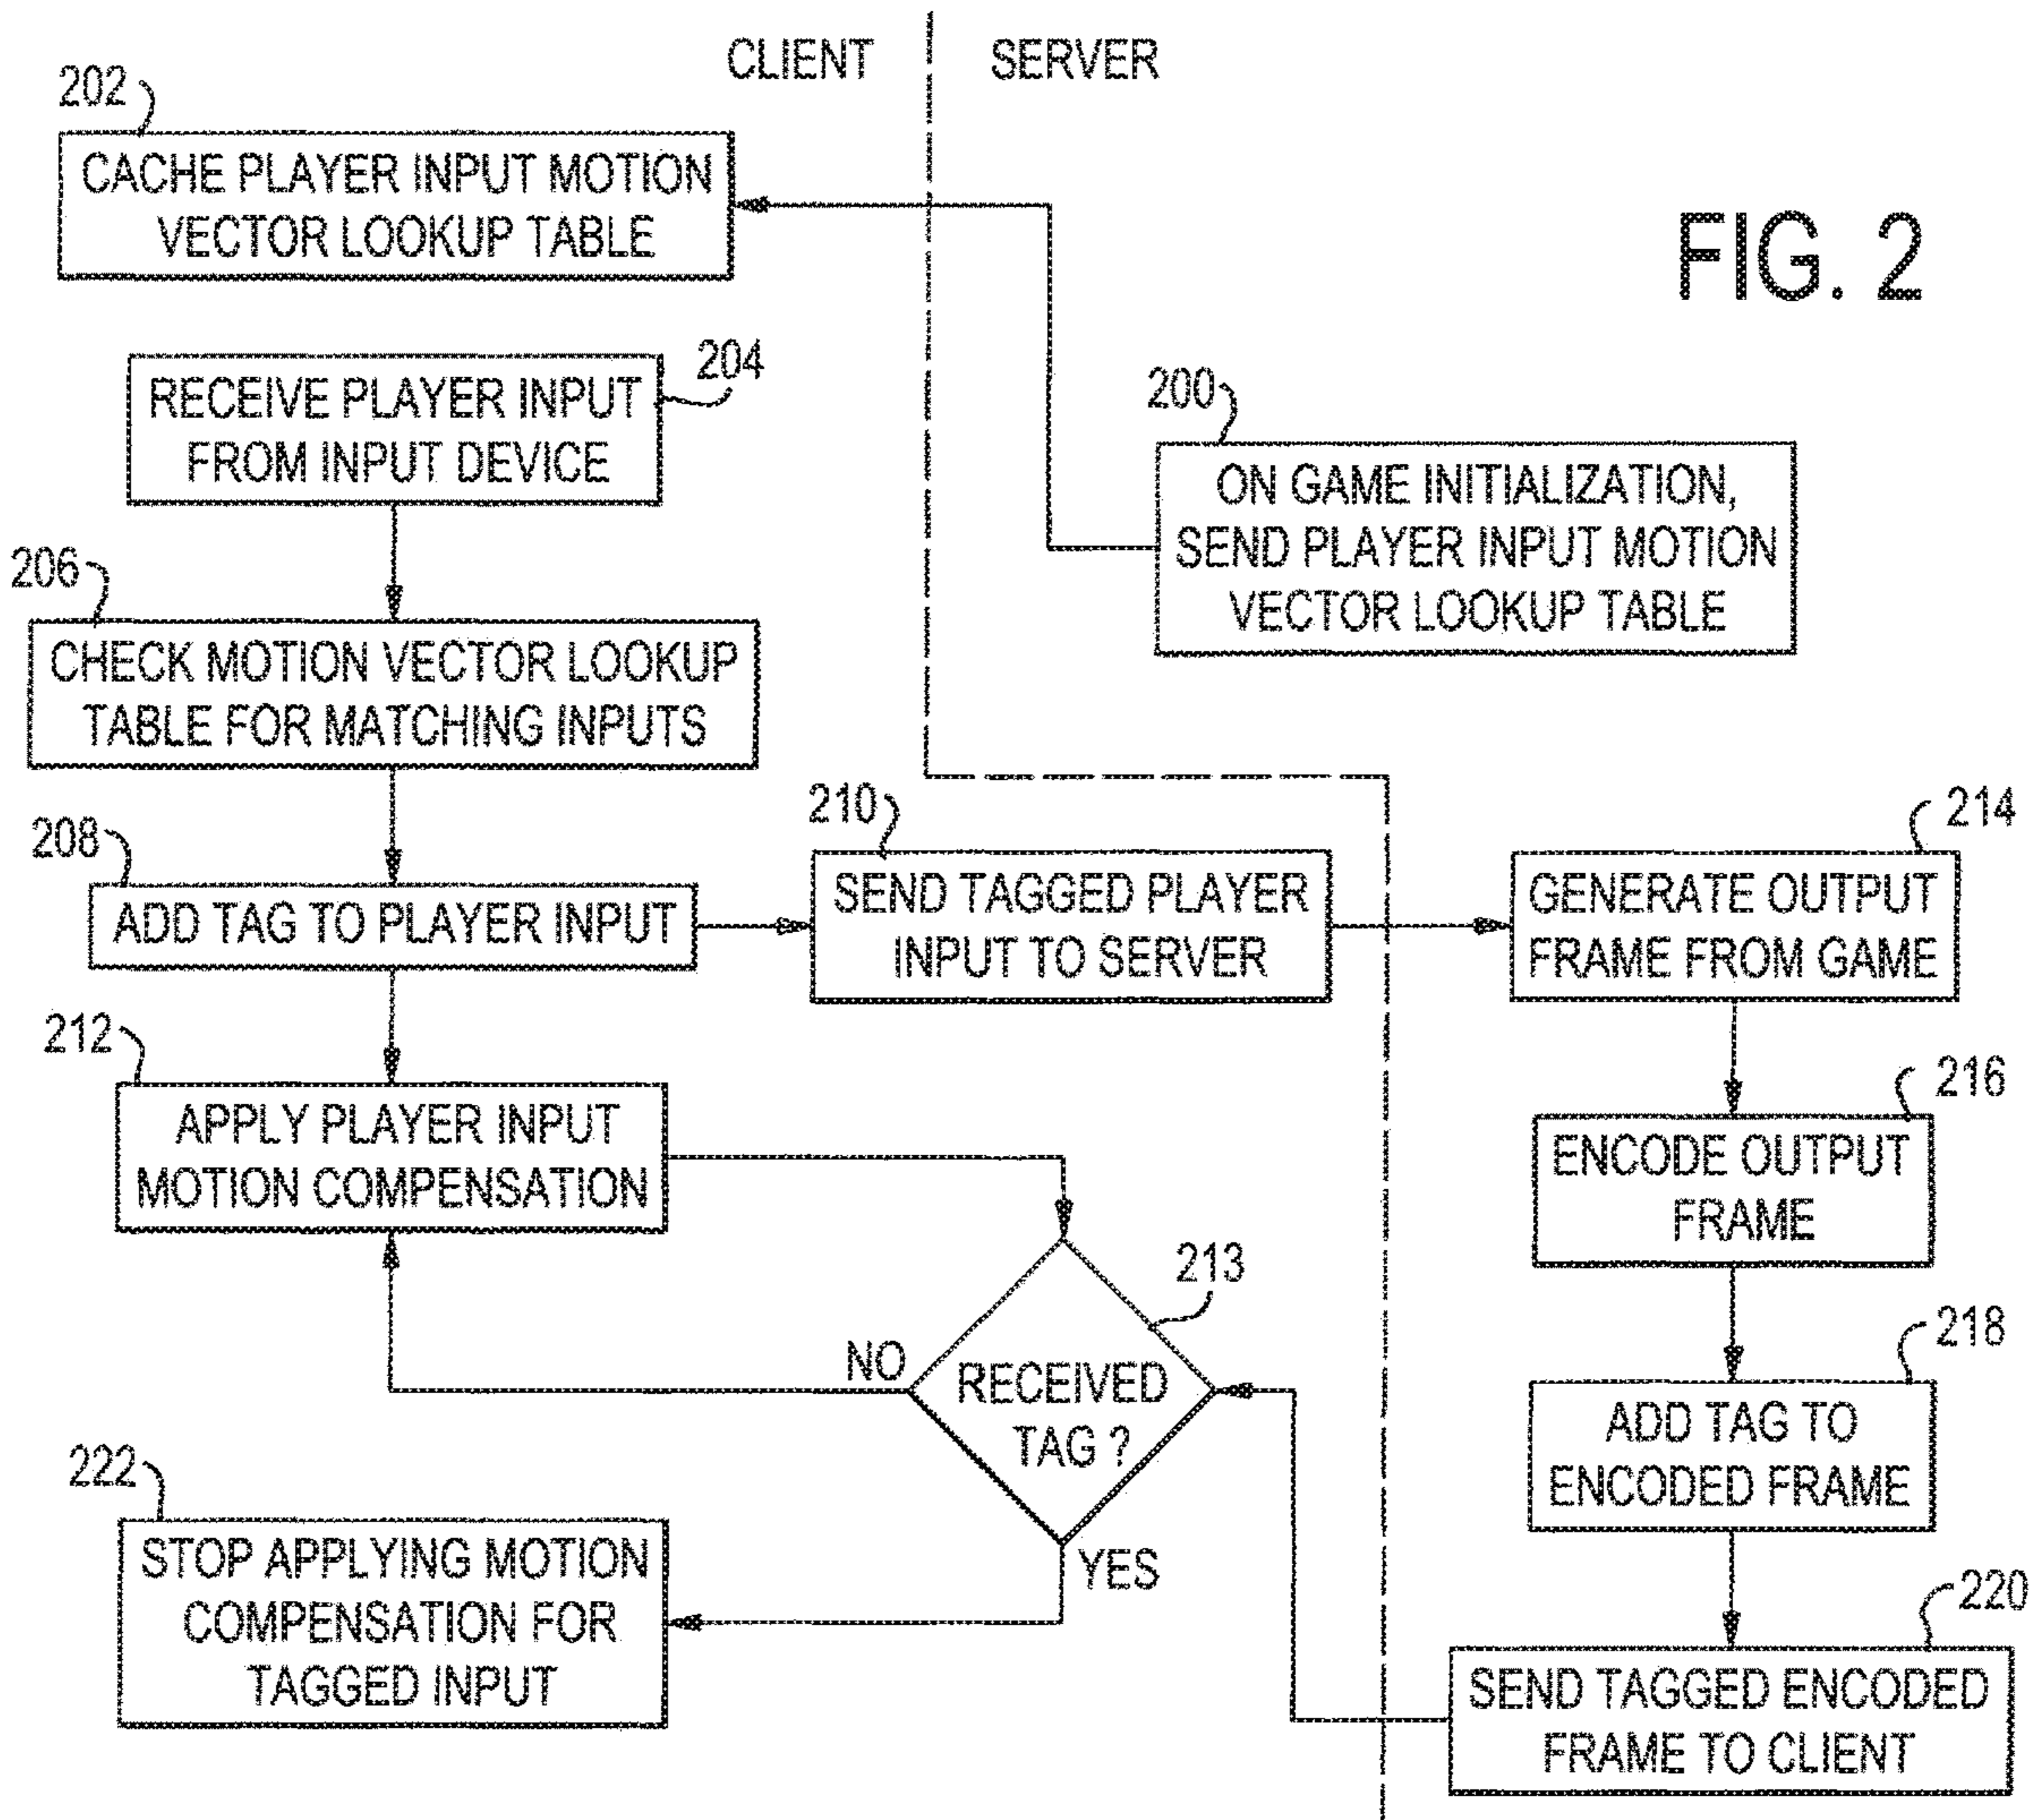 CLIENT
SERVER
202
CACHE PLAYER INPUT MOTION
VECTOR LOOKUP TABLE
FIG. 2
204
RECEIVE PLAYER INPUT
FROM INPUT DEVICE
200
ON GAME INITIALIZATION,
SEND PLAYER INPUT MOTION
VECTOR LOOKUP TABLE
206
CHECK MOTION VECTOR LOOKUP
TABLE FOR MATCHING INPUTS
208
ADD TAG TO PLAYER INPUT
210
SEND TAGGED PLAYER
INPUT TO SERVER
214
GENERATE OUTPUT
FRAME FROM GAME
212
APPLY PLAYER INPUT
MOTION COMPENSATION
216
ENCODE OUTPUT
FRAME
213
RECEIVED
TAG ?
NO
YES
218
ADD TAG TO
ENCODED FRAME
222
STOP APPLYING MOTION
COMPENSATION FOR
TAGGED INPUT
220
SEND TAGGED ENCODED
FRAME TO CLIENT